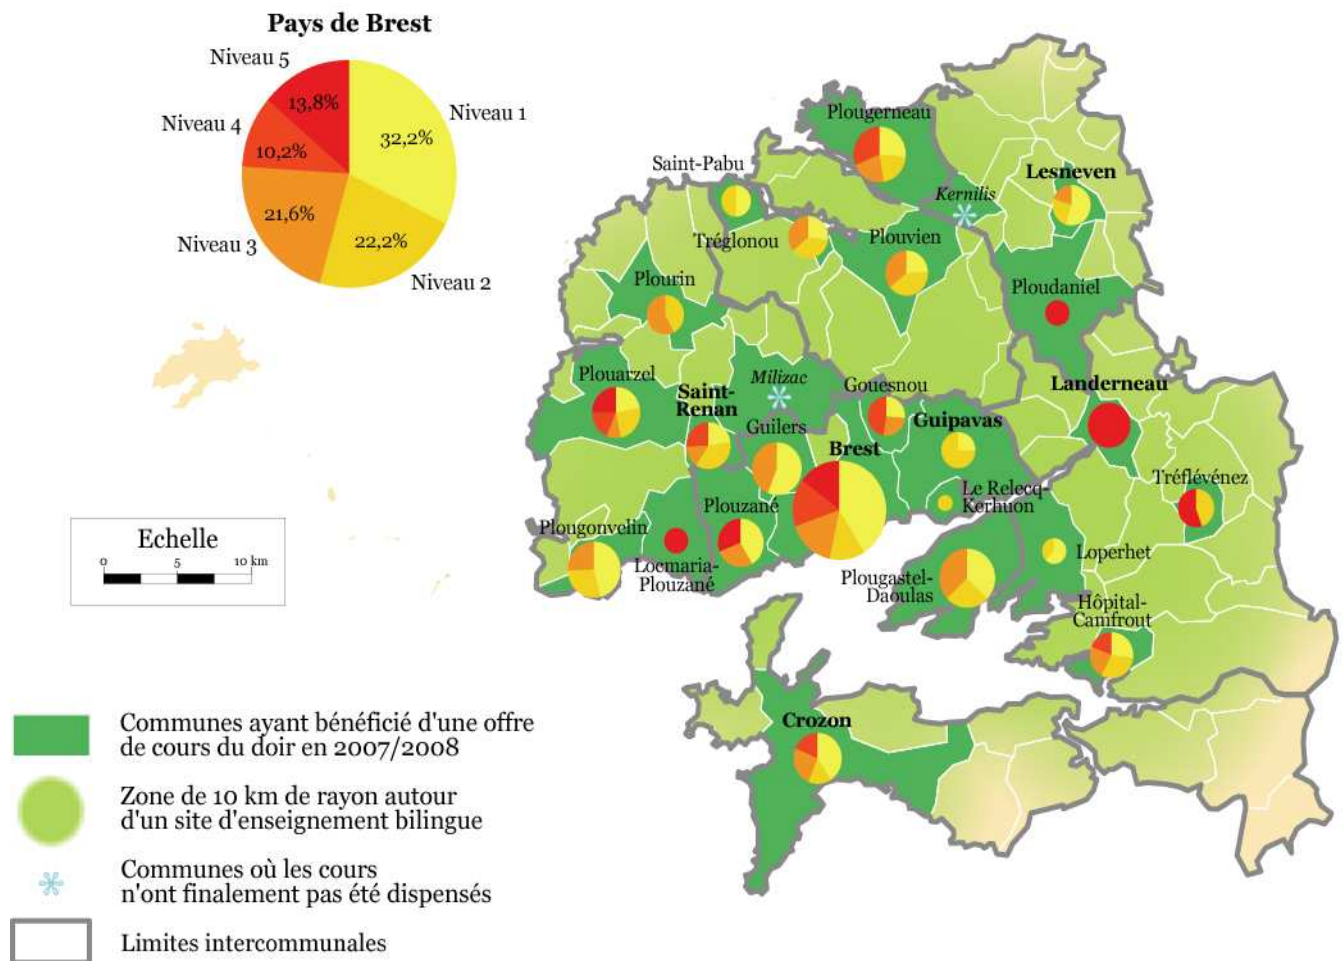 Pays de Brest
Niveau 5
13,8%
Niveau 4
10,2%
Niveau 1
32,2%
21,6%
Niveau 3
22,2%
Niveau 2
Plougerneau
Saint-Pabu
Lesneven
Kernilis
Tréglonou
Plouvien
Plourin
Ploudaniel
Plouarzel
Milizac
Gouesnou
Landerneau
Saint-
Renan
Guilers
Guipavas
Brest
Tréflévénez
Le Relecq-
Kerhuon
Plouzané
Plougonvelin
Locmaria-
Plouzané
Loperhet
Plougastel-
Daoulas
Hôpital-
Camfrout
Crozon
Echelle
0 5 10 km
Communes ayant bénéficié d'une offre
de cours du doir en 2007/2008
Zone de 10 km de rayon autour
d'un site d'enseignement bilingue
Communes où les cours
n'ont finalement pas été dispensés
Limites intercommunales